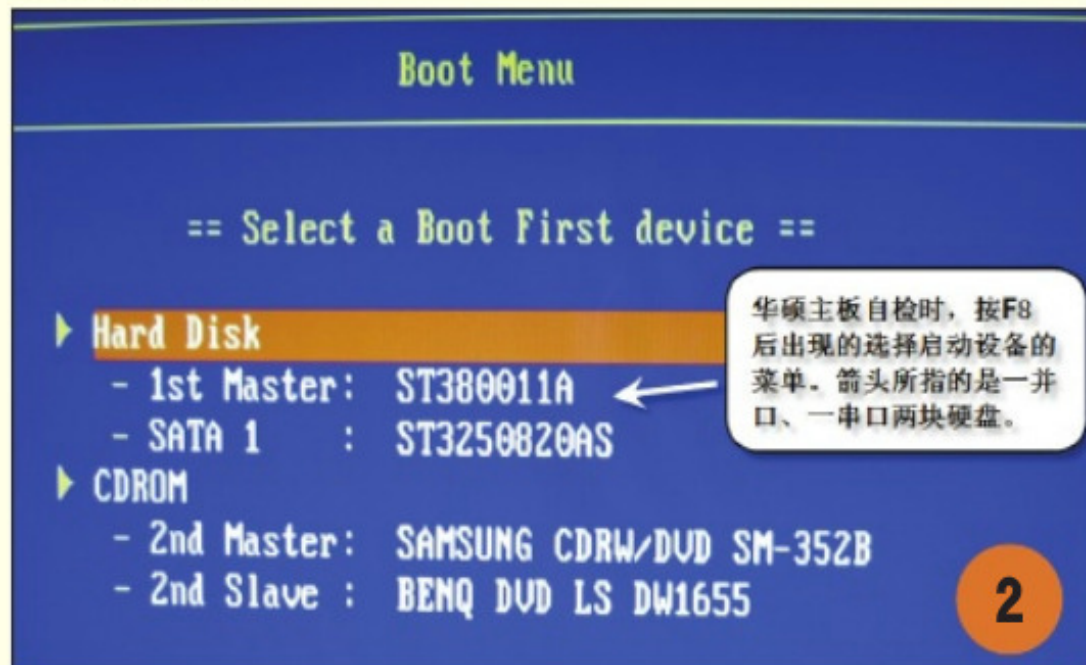 Boot Menu
== Select a Boot First device ==
Hard Disk
- 1st Master: ST380011A
- SATA 1 : ST3250820AS
CDROM
- 2nd Master: SAMSUNG CDRW/DVD SM-352B
- 2nd Slave : BENQ DVD LS DW1655
华硕主板自检时，按F8
后出现的选择启动设备的
菜单。箭头所指的是一并
口、一串口两块硬盘。
2